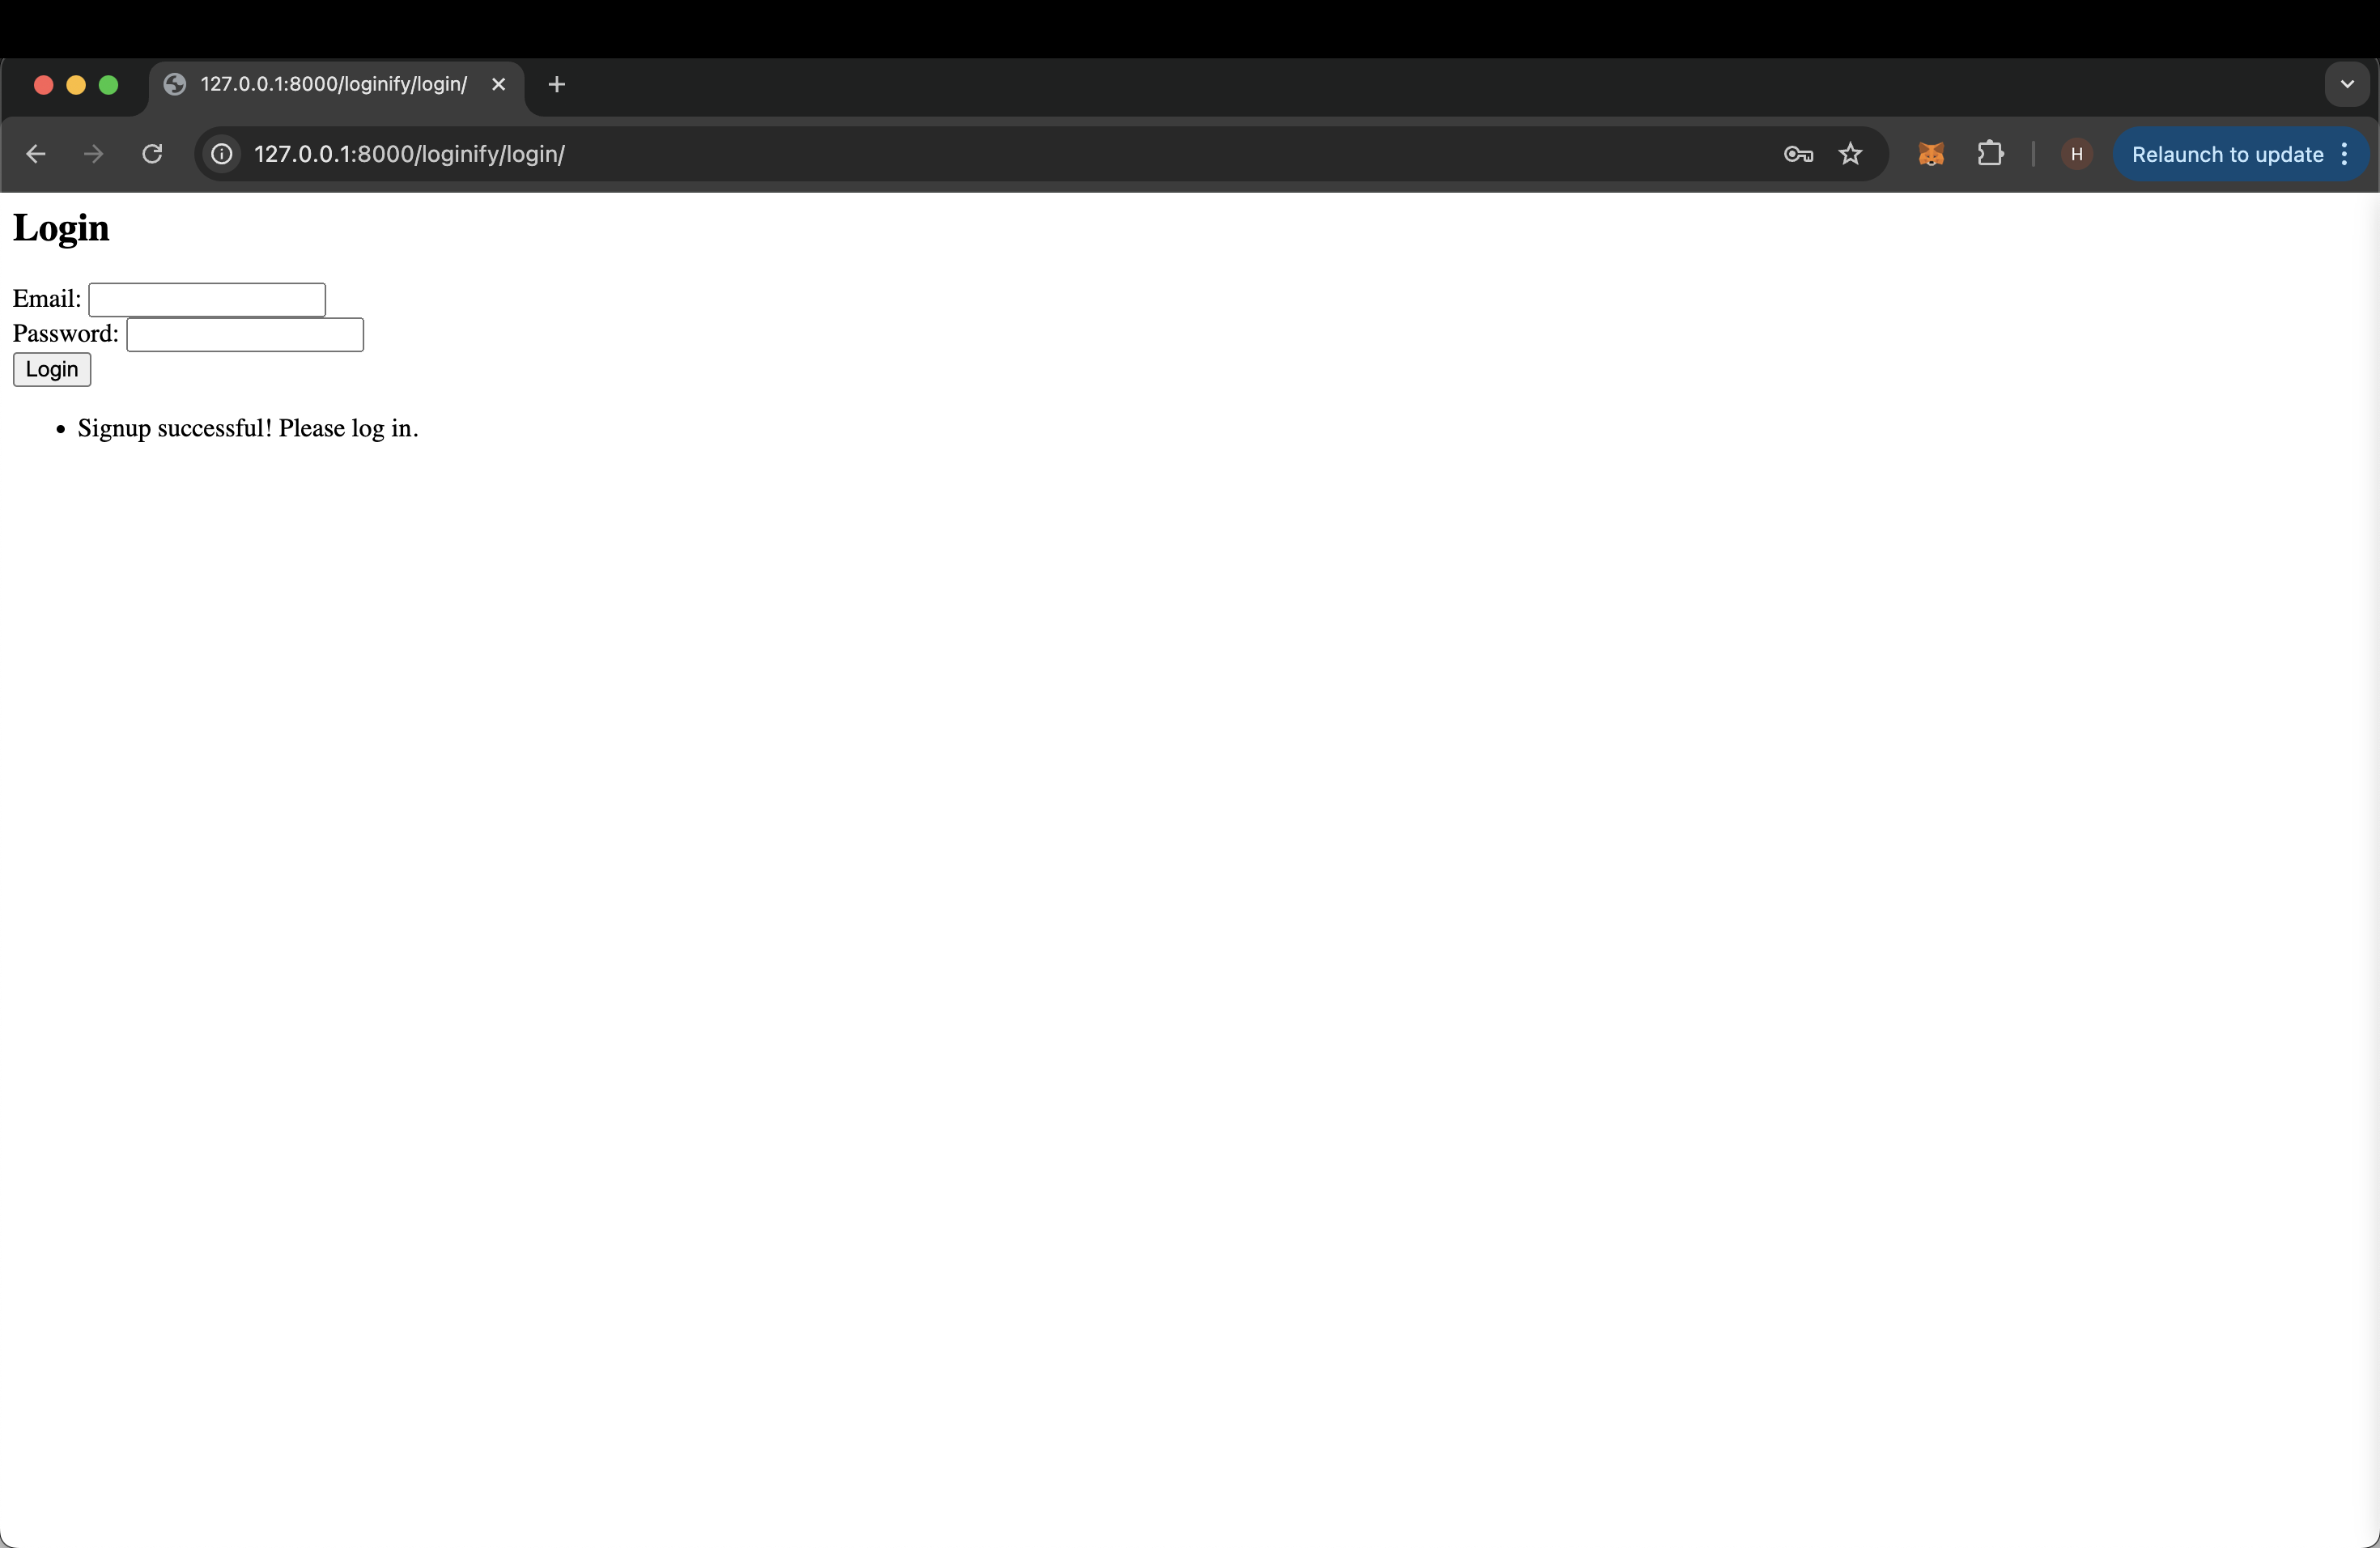 127.0.0.1:8000/loginify/login/
127.0.0.1:8000/loginify/login/
H
Relaunch to update
Login
Email:
Password:
Login
• Signup successful! Please log in.